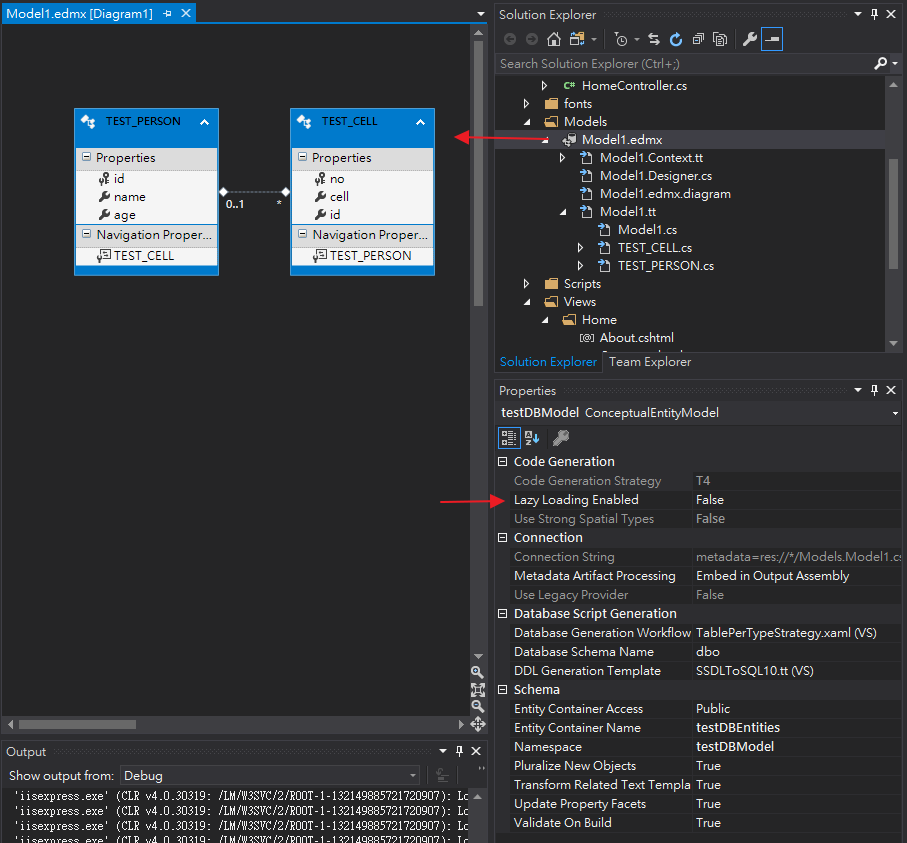 Model1.edmx [Diagram1]
TEST_PERSON
Properties
id
name
age
Navigation Proper...
TEST_CELL
0..1
*
TEST_CELL
Properties
no
cell
id
Navigation Proper...
TEST_PERSON
Output
Show output from: Debug
'iisexpress.exe' (CLR v4.0.30319: /LM/W3SVC/2/ROOT-1-132149885721720907): Lo
'iisexpress.exe' (CLR v4.0.30319: /LM/W3SVC/2/ROOT-1-132149885721720907): Lo
'iisexpress.exe' (CLR v4.0.30319: /LM/W3SVC/2/ROOT-1-132149885721720907): Lo
'iisexpress.exe' (CLR v4.0.30319: /LM/W3SVC/2/ROOT-1-132149885721720907): Lo
Solution Explorer
Search Solution Explorer (Ctrl+;)
C# HomeController.cs
fonts
Models
Model1.edmx
Model1.Context.tt
Model1.Designer.cs
Model1.edmx.diagram
Model1.tt
Model1.cs
TEST_CELL.cs
TEST_PERSON.cs
Scripts
Views
Home
[@] About.cshtml
Solution Explorer Team Explorer
Properties
testDBModel ConceptualEntityModel
Code Generation
Code Generation Strategy T4
Lazy Loading Enabled False
Use Strong Spatial Types False
Connection
Connection String metadata=res://*/Models.Model1.cs
Metadata Artifact Processing Embed in Output Assembly
Use Legacy Provider False
Database Script Generation
Database Generation Workflow TablePerTypeStrategy.xaml (VS)
Database Schema Name dbo
DDL Generation Template SSDLToSQL10.tt (VS)
Schema
Entity Container Access Public
Entity Container Name testDBEntities
Namespace testDBModel
Pluralize New Objects True
Transform Related Text Templa True
Update Property Facets True
Validate On Build True